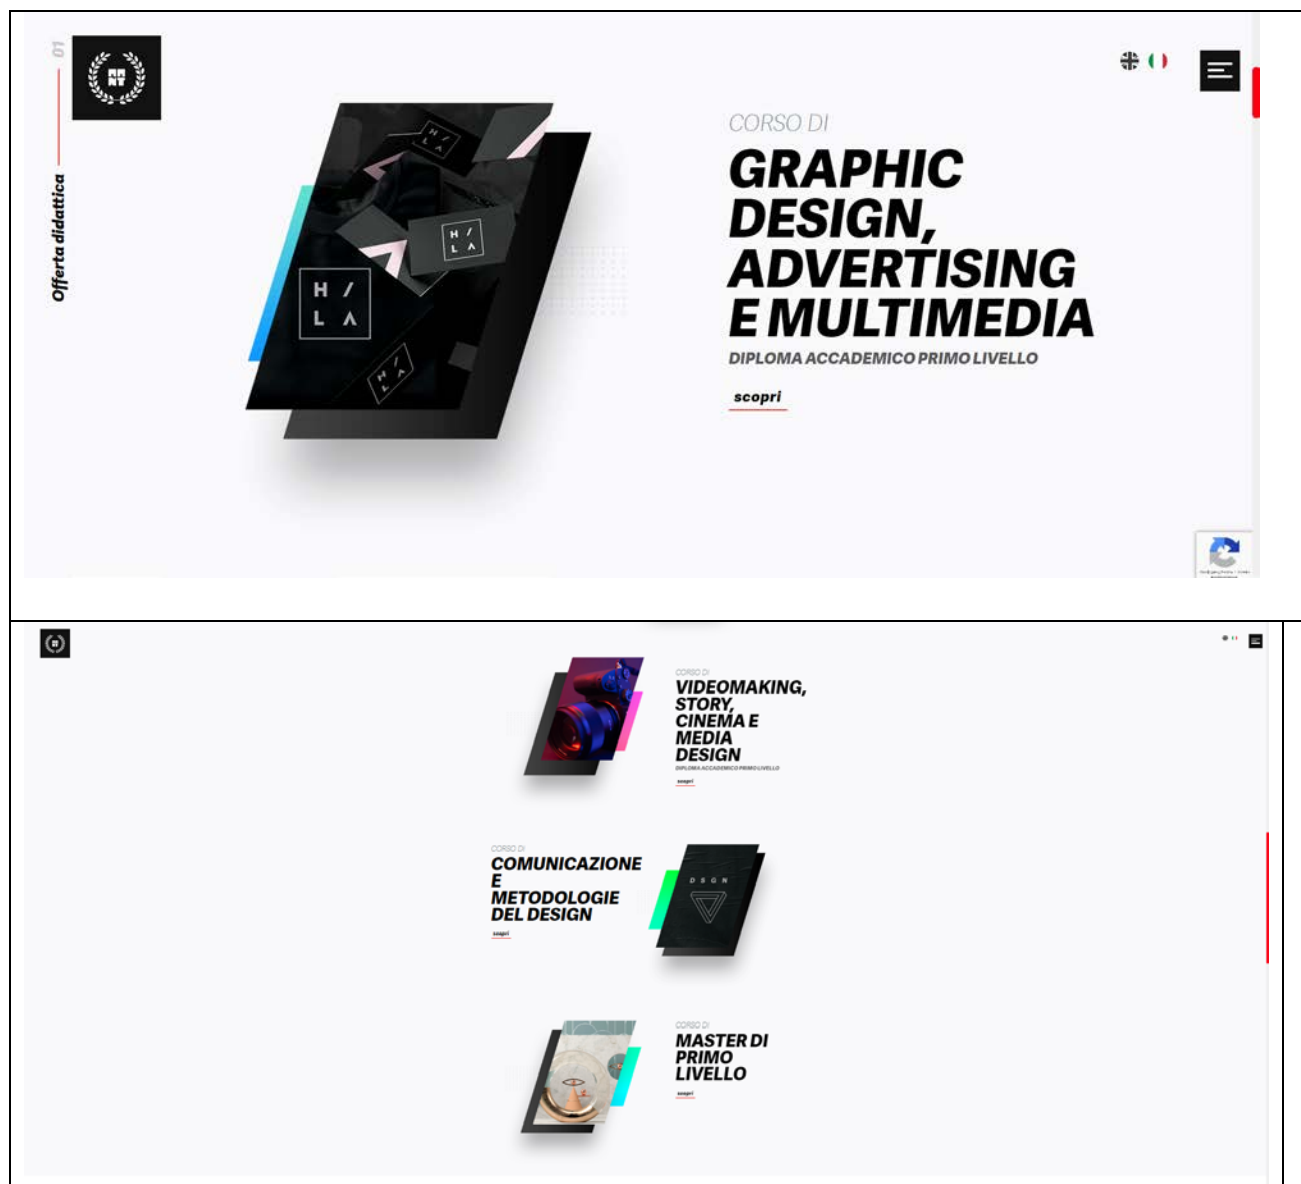 01
Offerta didattica
CORSO DI
GRAPHIC
DESIGN,
ADVERTISING
E MULTIMEDIA
DIPLOMA ACCADEMICO PRIMO LIVELLO
scopri
H /
L Λ
H /
L Λ
H /
L Λ
H /
L Λ
CORSO DI
VIDEOMAKING,
STORY,
CINEMA E
MEDIA
DESIGN
DIPLOMA ACCADEMICO PRIMO LIVELLO
scopri
CORSO DI
COMUNICAZIONE
E
METODOLOGIE
DEL DESIGN
scopri
DSGN
CORSO DI
MASTER DI
PRIMO
LIVELLO
scopri